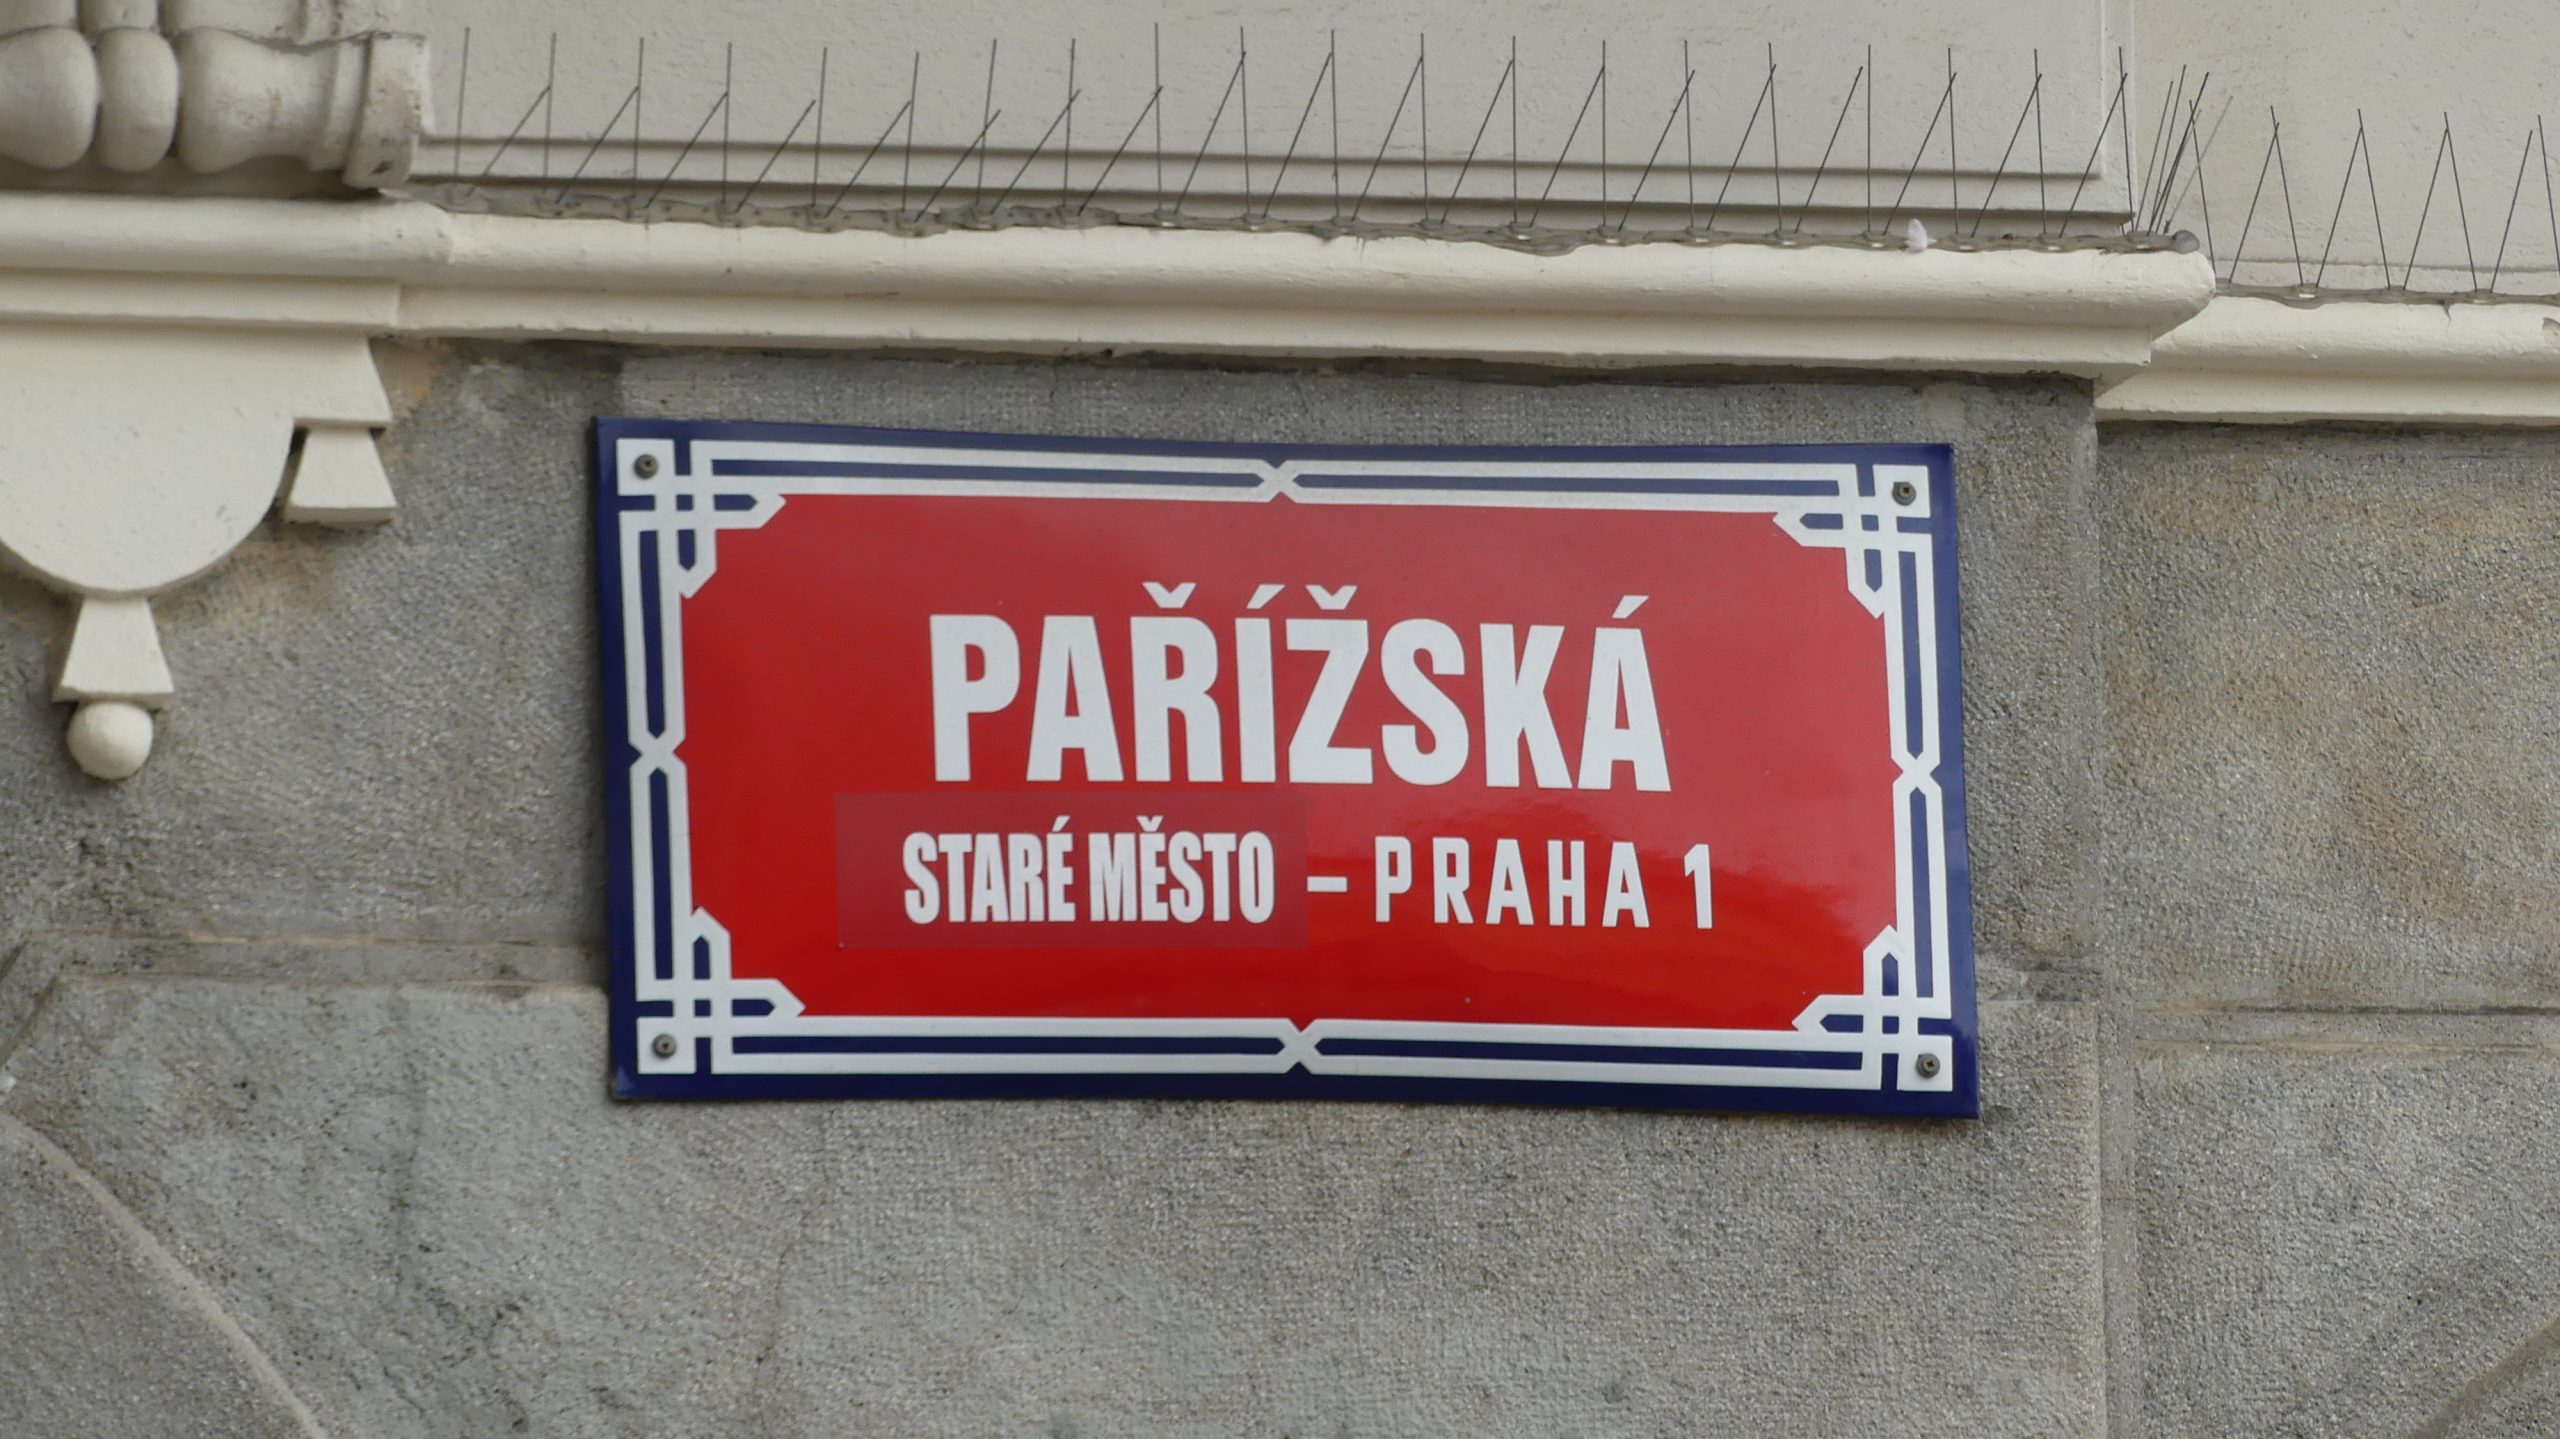 PAŘÍŽSKÁ
STARÉ MĚSTO – PRAHA 1